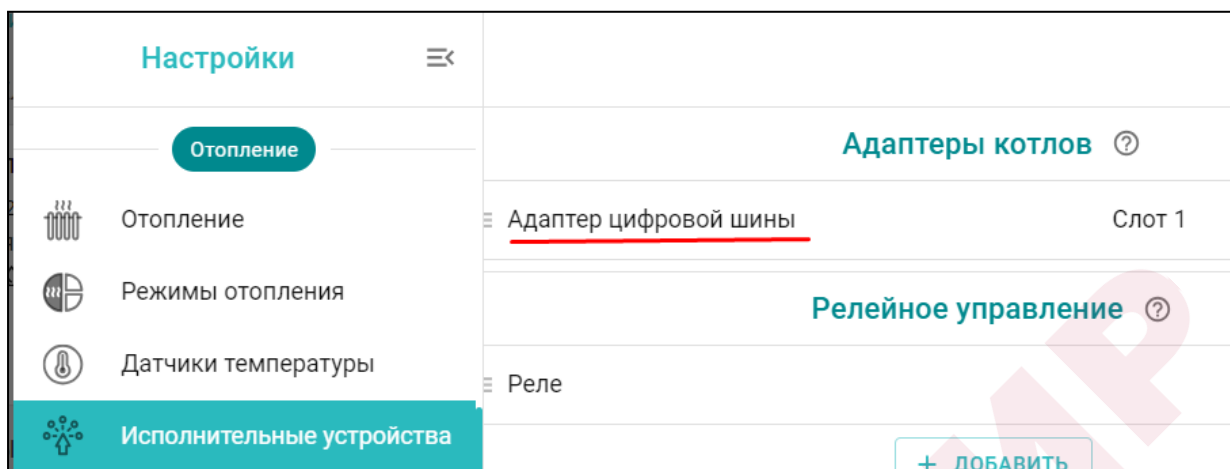 Настройки
Отопление
Отопление
Режимы отопления
Датчики температуры
Исполнительные устройства
Адаптеры котлов
Адаптер цифровой шины
Слот 1
Релейное управление
Реле
+ ДОБАВИТЬ